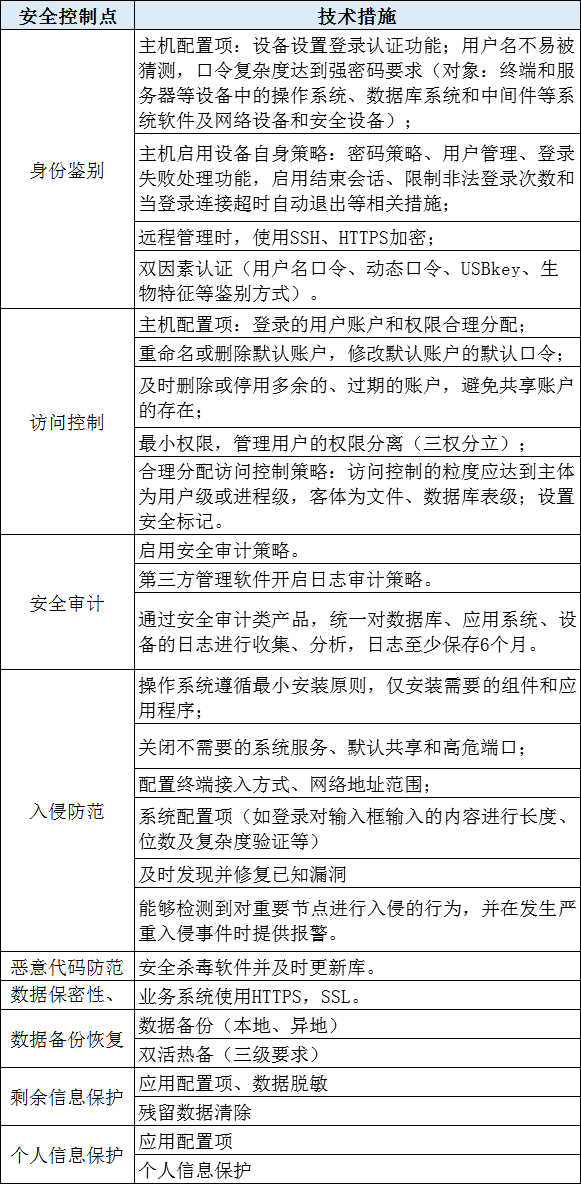 安全控制点 技术措施
身份鉴别
主机配置项：设备设置登录认证功能；用户名不易被
猜测，口令复杂度达到强密码要求（对象：终端和服
务器等设备中的操作系统、数据库系统和中间件等系
统软件及网络设备和安全设备）；
主机启用设备自身策略：密码策略、用户管理、登录
失败处理功能，启用结束会话、限制非法登录次数和
当登录连接超时自动退出等相关措施；
远程管理时，使用SSH、HTTPS加密；
双因素认证（用户名口令、动态口令、USBkey、生
物特征等鉴别方式）。
访问控制
主机配置项：登录的用户账户和权限合理分配；
重命名或删除默认账户，修改默认账户的默认口令；
及时删除或停用多余的、过期的账户，避免共享账户
的存在；
最小权限，管理用户的权限分离（三权分立）；
合理分配访问控制策略：访问控制的粒度应达到主体
为用户级或进程级，客体为文件、数据库表级；设置
安全标记。
安全审计
启用安全审计策略。
第三方管理软件开启日志审计策略。
通过安全审计类产品，统一对数据库、应用系统、设
备的日志进行收集、分析，日志至少保存6个月。
入侵防范
操作系统遵循最小安装原则，仅安装需要的组件和应
用程序；
关闭不需要的系统服务、默认共享和高危端口；
配置终端接入方式、网络地址范围；
系统配置项（如登录对输入框输入的内容进行长度、
位数及复杂度验证等）
及时发现并修复已知漏洞
能够检测到对重要节点进行入侵的行为，并在发生严
重入侵事件时提供报警。
恶意代码防范 安全杀毒软件并及时更新库。
数据保密性、 业务系统使用HTTPS，SSL。
数据备份恢复
数据备份（本地、异地）
双活热备（三级要求）
剩余信息保护
应用配置项、数据脱敏
残留数据清除
个人信息保护
应用配置项
个人信息保护